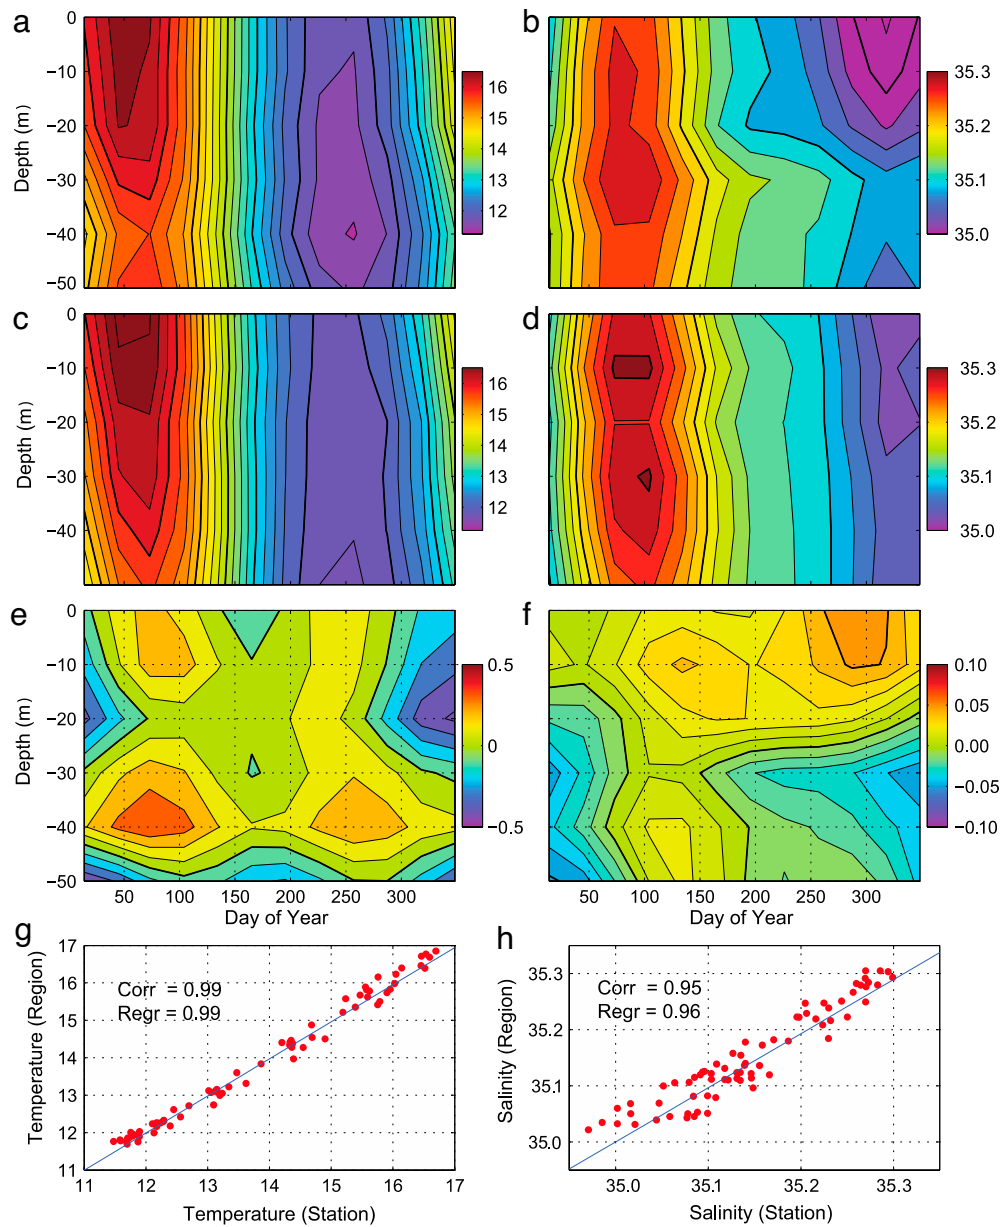 a
b
0
−10
−20
−30
−40
−50
Depth (m)
16
15
14
13
12
35.3
35.2
35.1
35.0
c
d
0
−10
−20
−30
−40
Depth (m)
16
15
14
13
12
35.3
35.2
35.1
35.0
e
f
0
−10
−20
−30
−40
−50
Depth (m)
0.5
0
−0.5
0.10
0.05
0.00
−0.05
−0.10
50 100 150 200 250 300
Day of Year
50 100 150 200 250 300
Day of Year
g
17
16
15
14
13
12
11
Temperature (Region)
Corr = 0.99
Regr = 0.99
11 12 13 14 15 16 17
Temperature (Station)
h
35.3
35.2
35.1
35.0
Salinity (Region)
Corr = 0.95
Regr = 0.96
35.0 35.1 35.2 35.3
Salinity (Station)